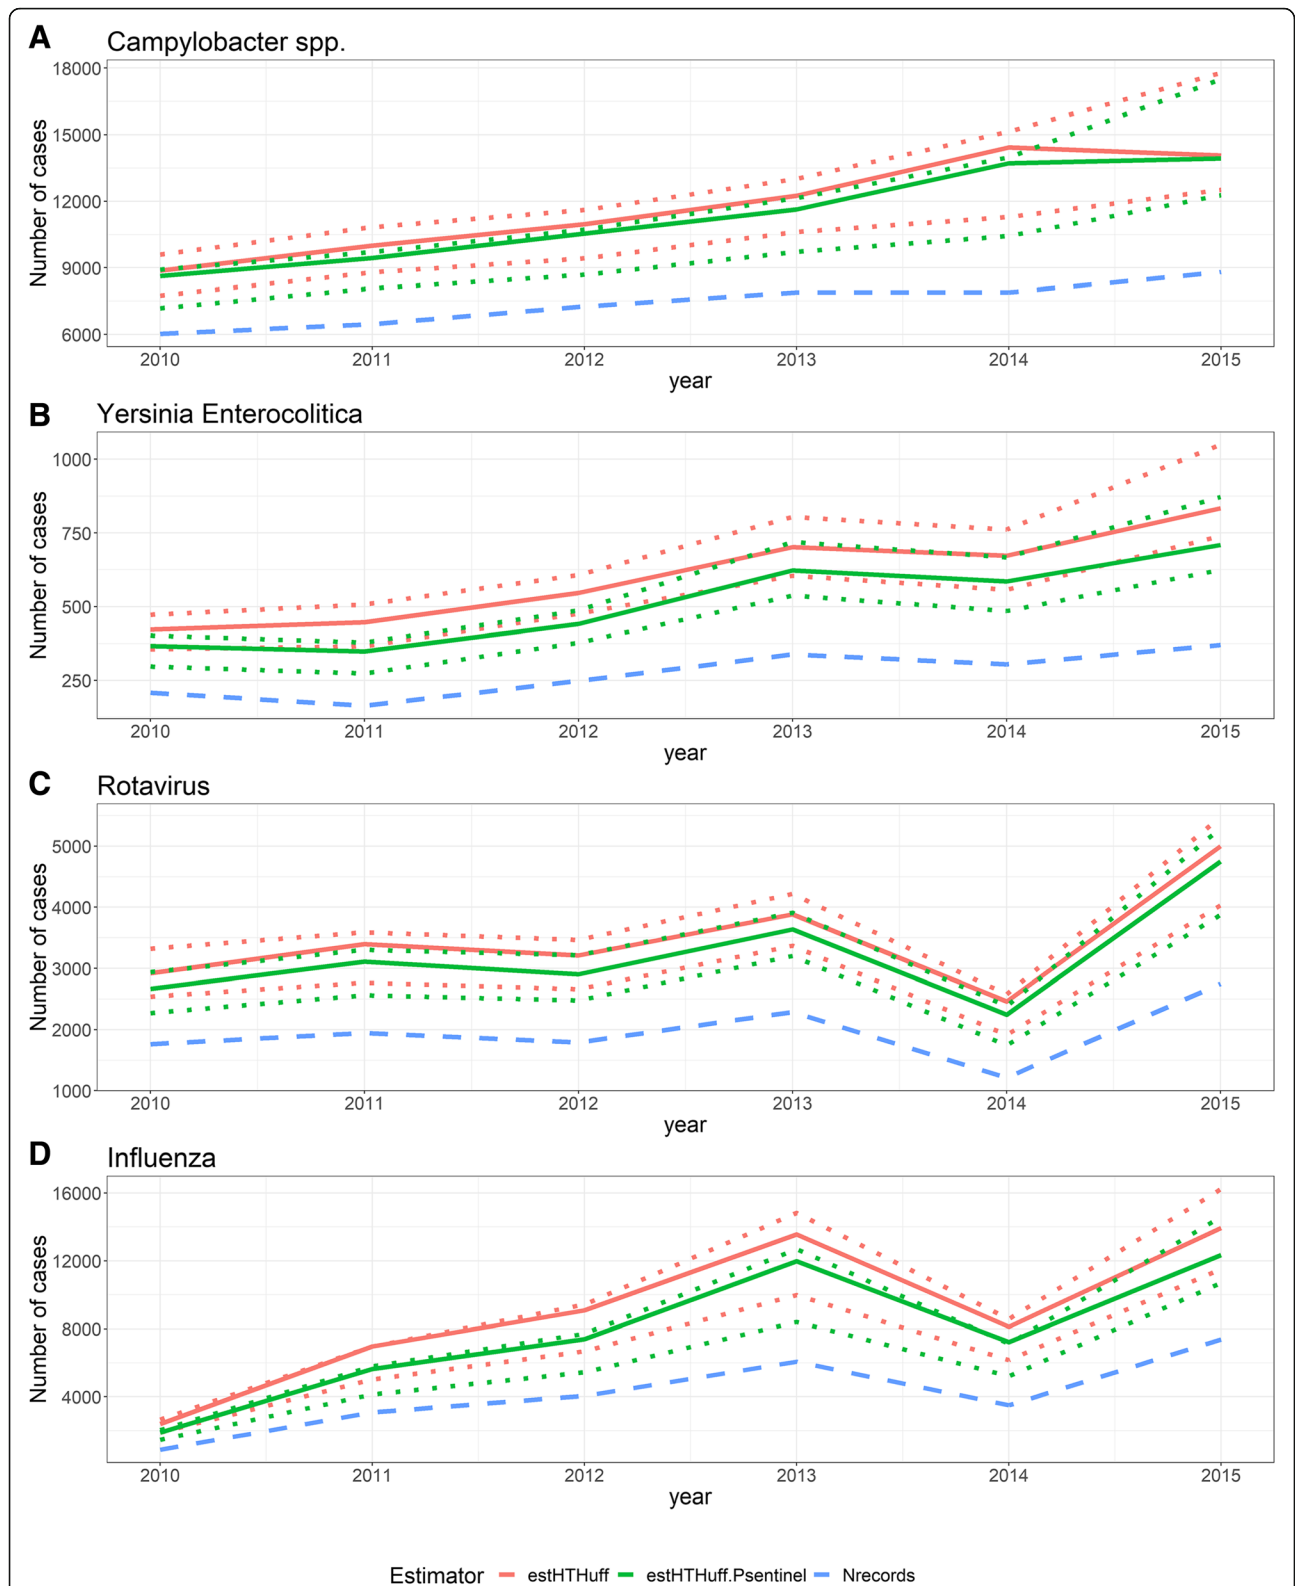 A
Campylobacter spp.
Number of cases
18000
15000
12000
9000
6000
2010 2011 2012 2013 2014 2015
year
B
Yersinia Enterocolitica
Number of cases
1000
750
500
250
2010 2011 2012 2013 2014 2015
year
C
Rotavirus
Number of cases
5000
4000
3000
2000
1000
2010 2011 2012 2013 2014 2015
year
D
Influenza
Number of cases
16000
12000
8000
4000
2010 2011 2012 2013 2014 2015
year
Estimator estHTHuff estHTHuff.Psentinel Nrecords